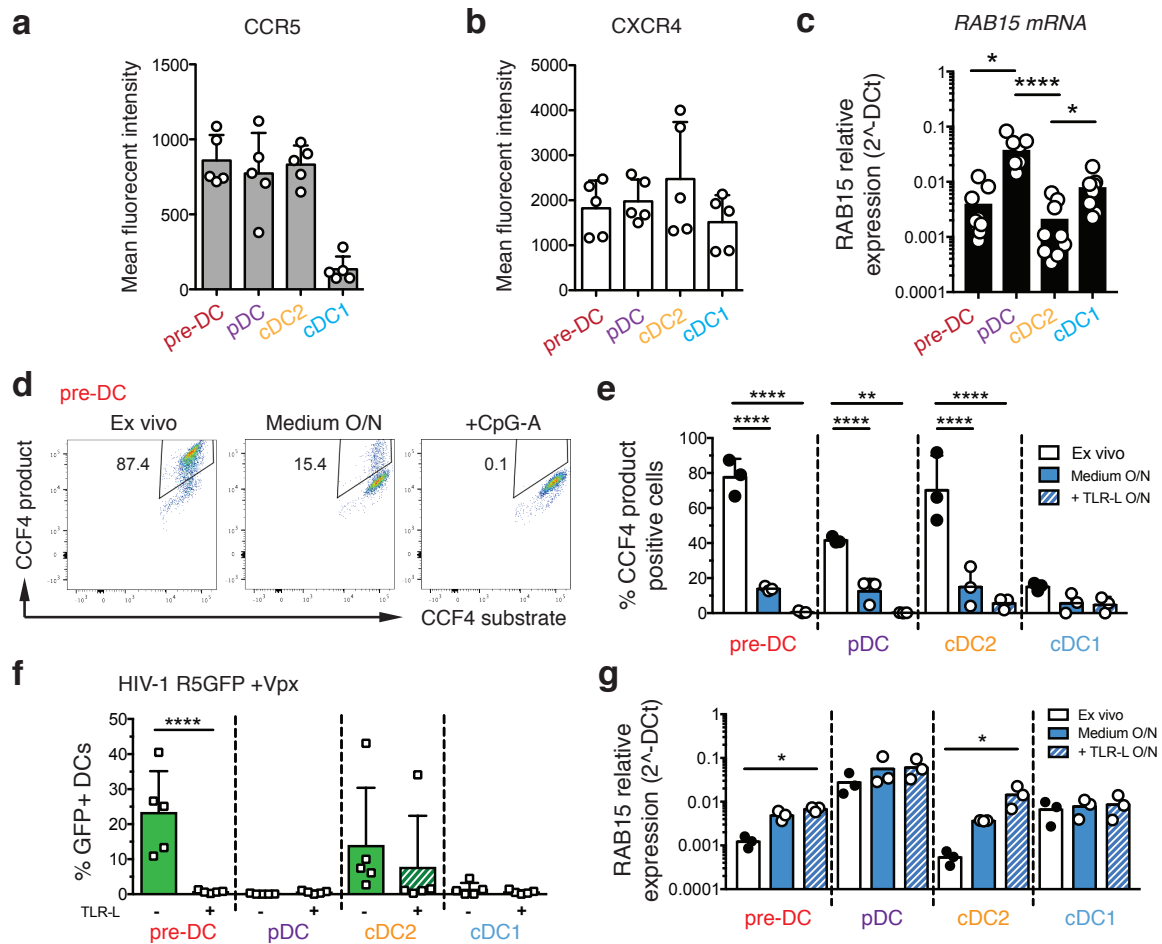 a
CCR5
Mean fluorecent intensity
1500
1000
500
0
pre-DC
pDC
cDC2
cDC1
b
CXCR4
Mean fluorecent intensity
5000
4000
3000
2000
1000
0
pre-DC
pDC
cDC2
cDC1
c
RAB15 mRNA
RAB15 relative
expression (2^-DCt)
1
0.1
0.01
0.001
0.0001
*
****
*
pre-DC
pDC
cDC2
cDC1
d
pre-DC
Ex vivo
Medium O/N
+CpG-A
87.4
15.4
0.1
CCF4 product
CCF4 substrate
e
% CCF4 product
positive cells
100
80
60
40
20
0
****
****
**
****
****
****
Ex vivo
Medium O/N
+ TLR-L O/N
pre-DC
pDC
cDC2
cDC1
f
HIV-1 R5GFP +Vpx
% GFP+ DCs
50
40
30
20
10
0
****
TLR-L
- + - + - + - +
pre-DC
pDC
cDC2
cDC1
g
RAB15 relative
expression (2^-DCt)
1
0.1
0.01
0.001
0.0001
*
*
Ex vivo
Medium O/N
+ TLR-L O/N
pre-DC
pDC
cDC2
cDC1